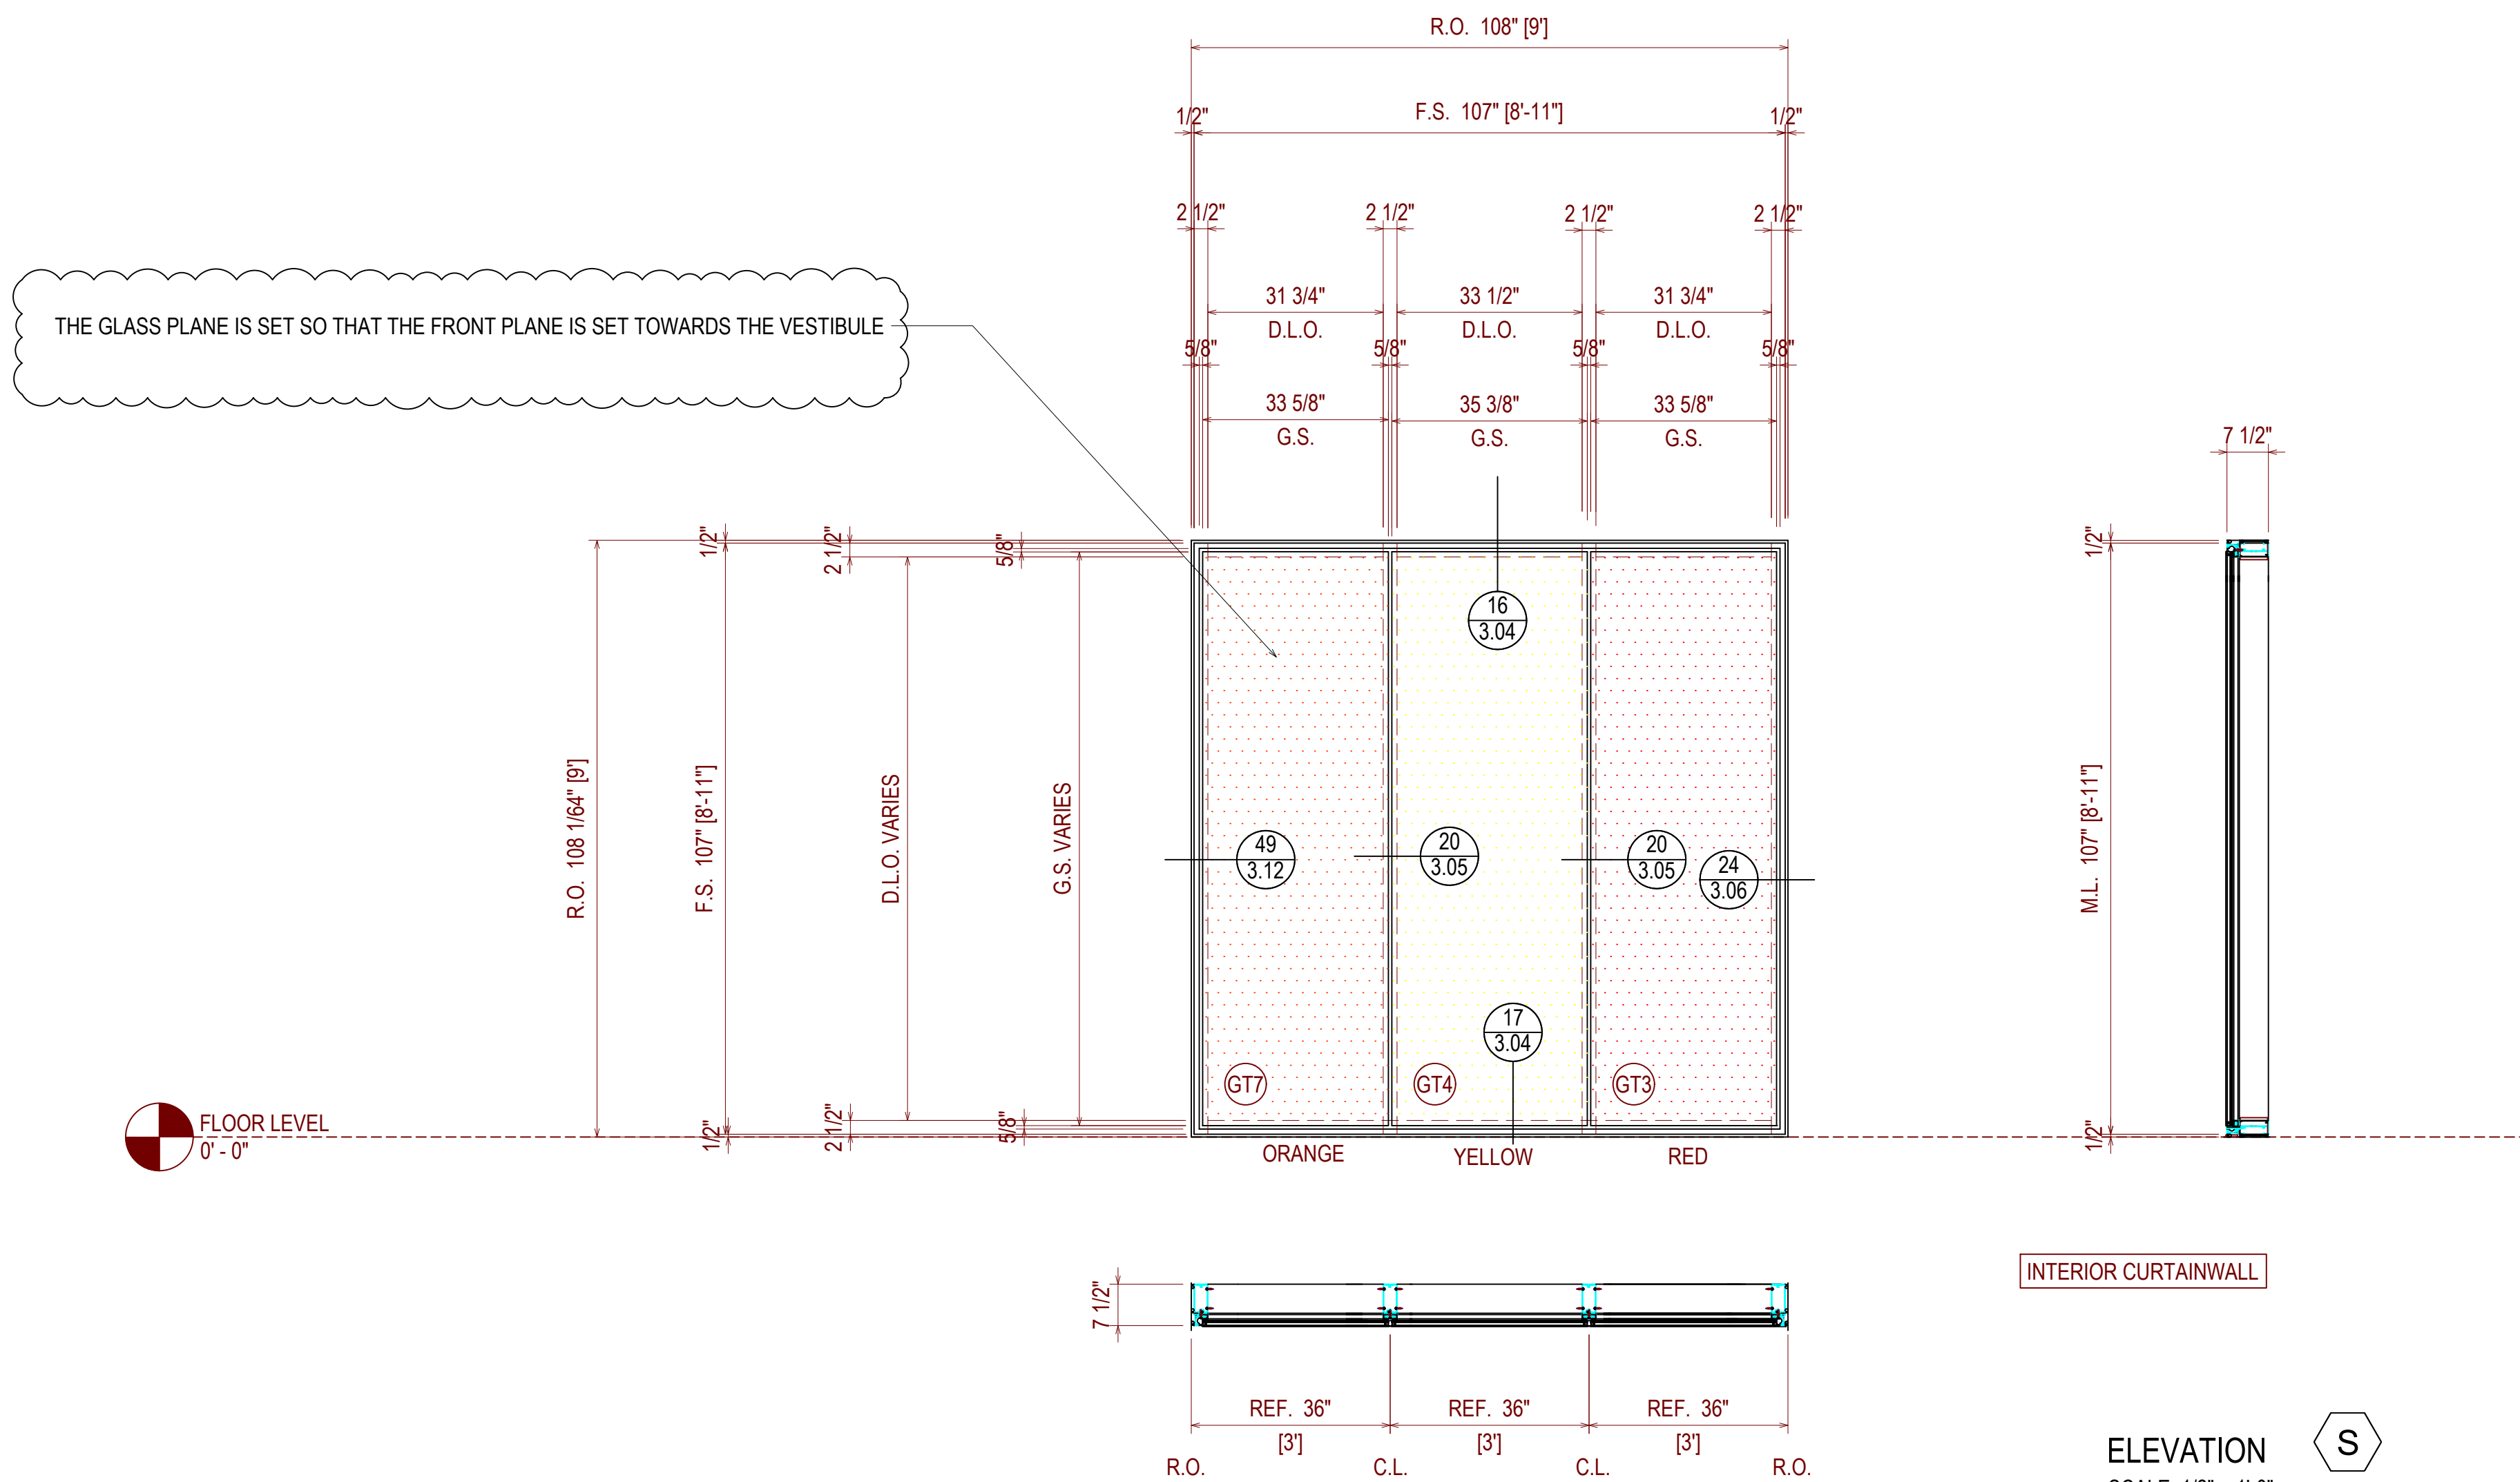 R.O. 108" [9']
F.S. 107" [8'-11"]
1/2"
1/2"
2 1/2"
2 1/2"
2 1/2"
2 1/2"
31 3/4"
D.L.O.
33 1/2"
D.L.O.
31 3/4"
D.L.O.
5/8"
5/8"
5/8"
5/8"
33 5/8"
G.S.
35 3/8"
G.S.
33 5/8"
G.S.
THE GLASS PLANE IS SET SO THAT THE FRONT PLANE IS SET TOWARDS THE VESTIBULE
7 1/2"
1/2"
2 1/2"
5/8"
1/2"
16
3.04
R.O. 108 1/64" [9']
F.S. 107" [8'-11"]
D.L.O. VARIES
G.S. VARIES
49
3.12
20
3.05
20
3.05
24
3.06
M.L. 107" [8'-11"]
17
3.04
GT7
GT4
GT3
FLOOR LEVEL
0' - 0"
1/2"
2 1/2"
5/8"
1/2"
ORANGE
YELLOW
RED
INTERIOR CURTAINWALL
7 1/2"
REF. 36"
[3']
REF. 36"
[3']
REF. 36"
[3']
R.O.
C.L.
C.L.
R.O.
ELEVATION
S